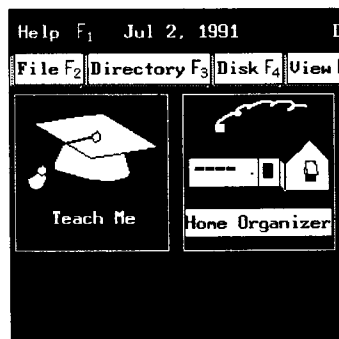 Help F1 Jul 2, 1991 D
File F2 Directory F3 Disk F4 View
Teach Me
Home Organizer